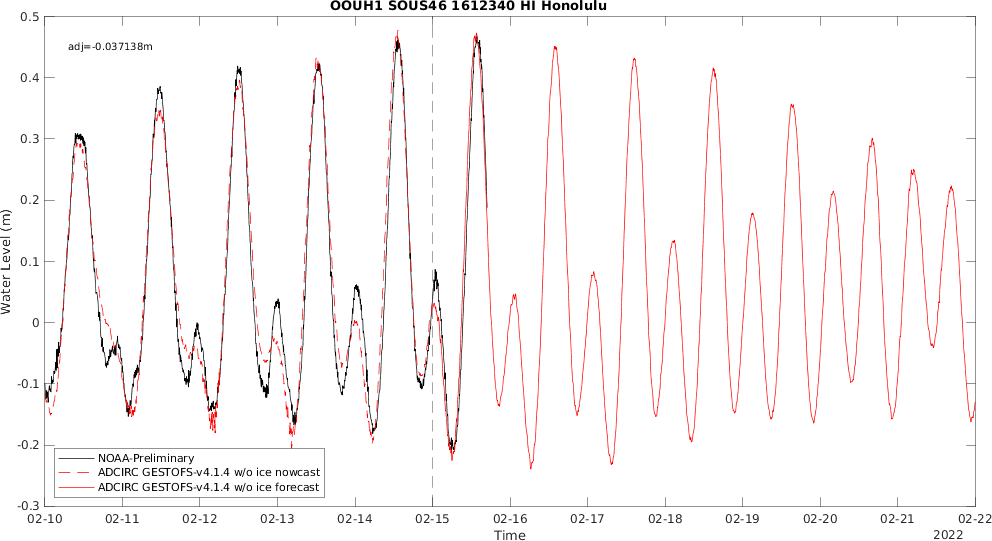 OOUH1 SOUS46 1612340 HI Honolulu
adj=-0.037138m
0.5
0.4
0.3
0.2
0.1
0
-0.1
-0.2
-0.3
Water Level (m)
NOAA-Preliminary
ADCIRC GESTOFS-v4.1.4 w/o ice nowcast
ADCIRC GESTOFS-v4.1.4 w/o ice forecast
02-10 02-11 02-12 02-13 02-14 02-15 02-16 02-17 02-18 02-19 02-20 02-21 02-22
Time
2022